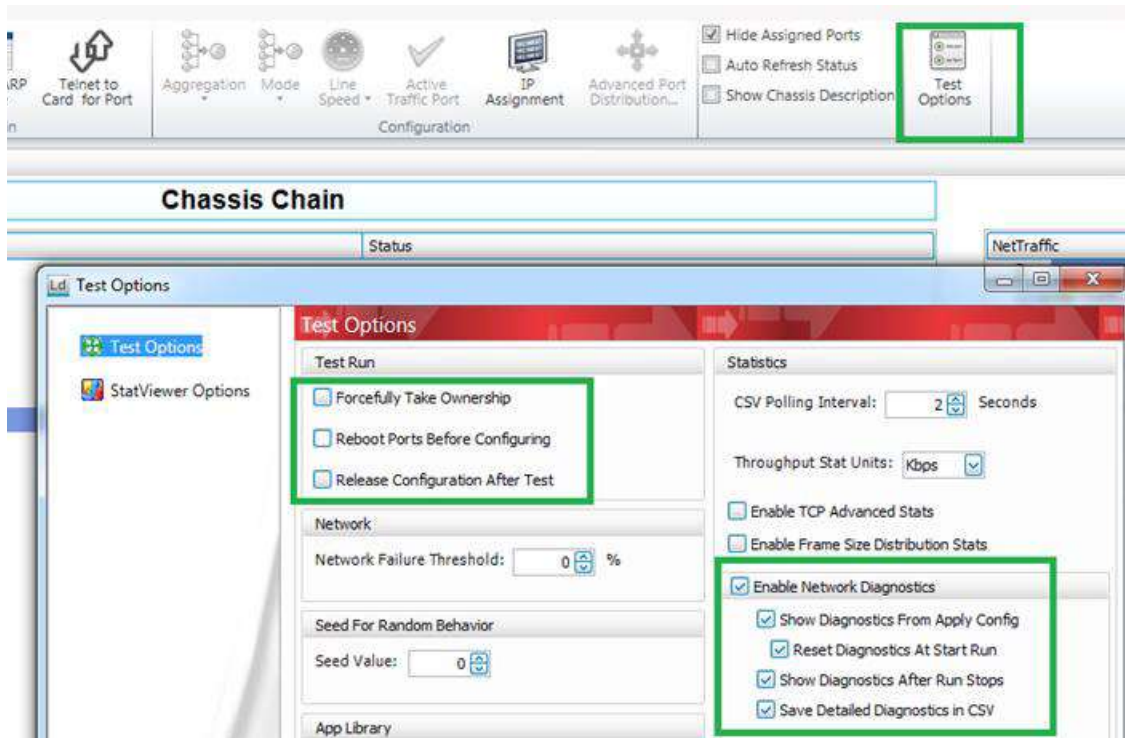 RP
Telnet to
Card for Port
Aggregation
Mode
Line
Speed
Active
Traffic Port
IP
Assignment
Advanced Port
Distribution...
Configuration
Hide Assigned Ports
Auto Refresh Status
Show Chassis Description
Test
Options
n
Chassis Chain
Status
NetTraffic
Ld Test Options
Test Options
StatViewer Options
Test Options
Test Run
Forcefully Take Ownership
Reboot Ports Before Configuring
Release Configuration After Test
Network
Network Failure Threshold: 0 %
Seed For Random Behavior
Seed Value: 0
App Library
Statistics
CSV Polling Interval: 2 Seconds
Throughput Stat Units: Kbps
Enable TCP Advanced Stats
Enable Frame Size Distribution Stats
Enable Network Diagnostics
Show Diagnostics From Apply Config
Reset Diagnostics At Start Run
Show Diagnostics After Run Stops
Save Detailed Diagnostics in CSV